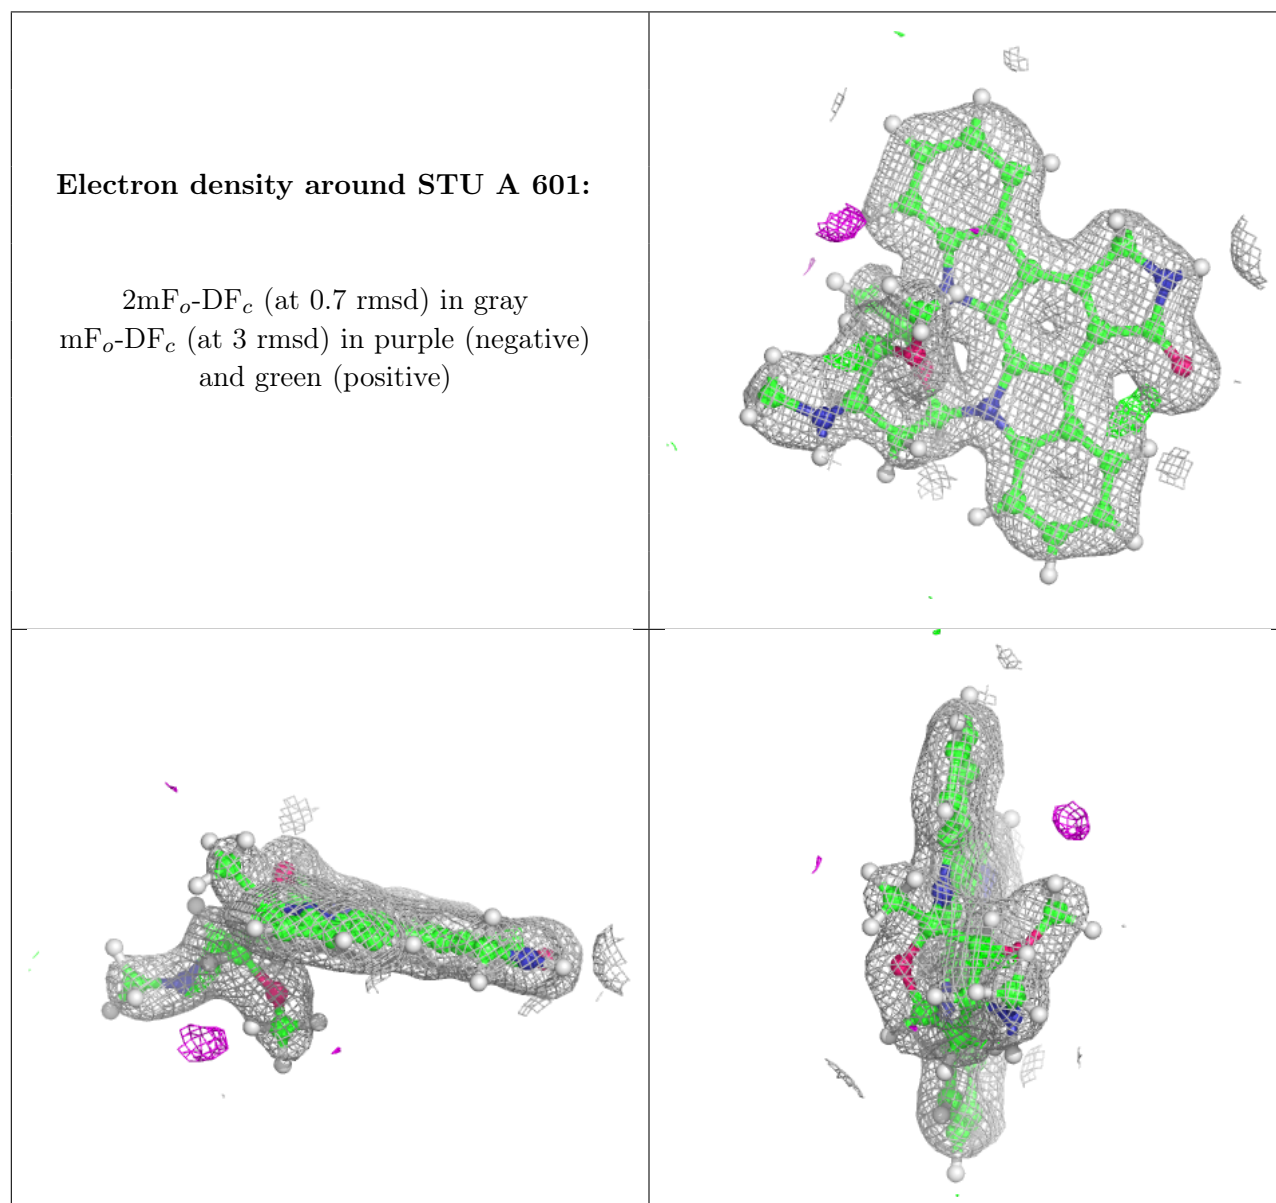 Electron density around STU A 601:
2mFo-DFc (at 0.7 rmsd) in gray
mFo-DFc (at 3 rmsd) in purple (negative)
and green (positive)